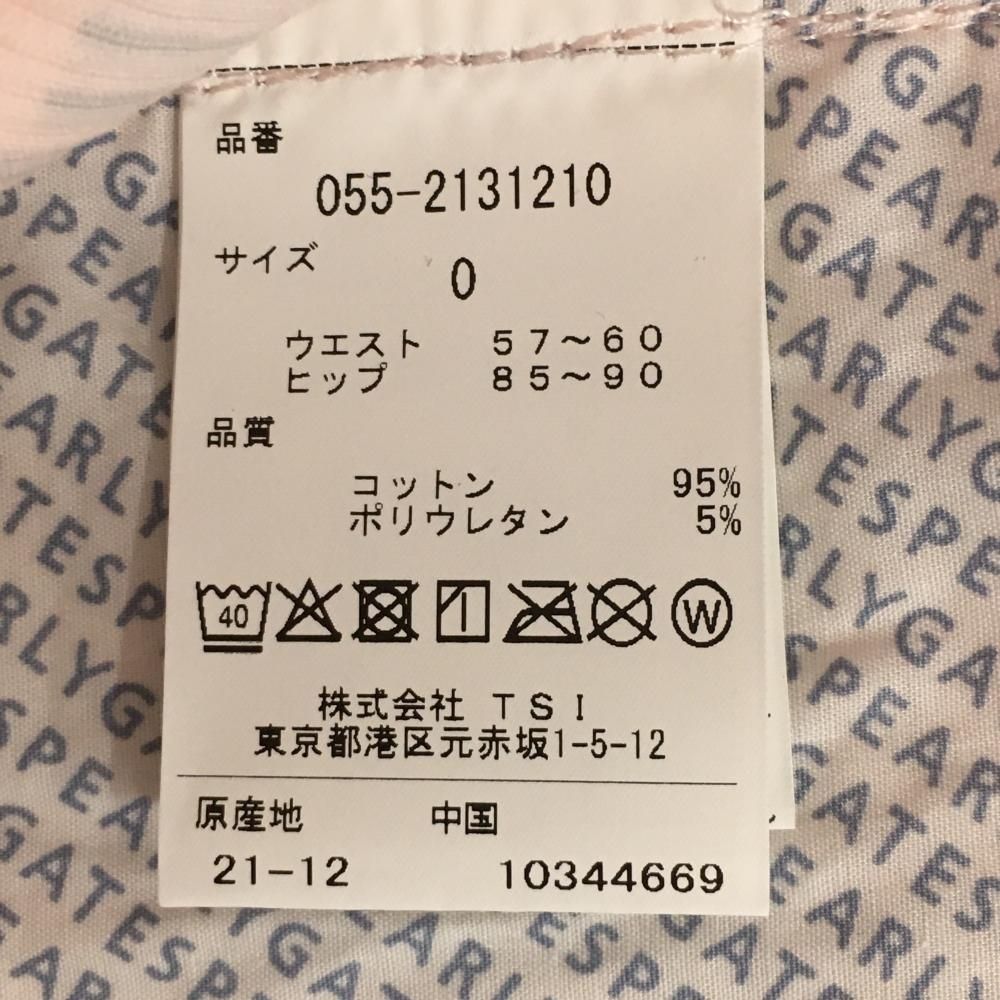 品番
055-2131210
サイズ 0
ウエスト 57～60
ヒップ 85～90
品質
コットン 95%
ポリウレタン 5%
40 W
株式会社 TSI
東京都港区元赤坂1-5-12
原産地 中国
21-12 10344669
PEARLY GATES